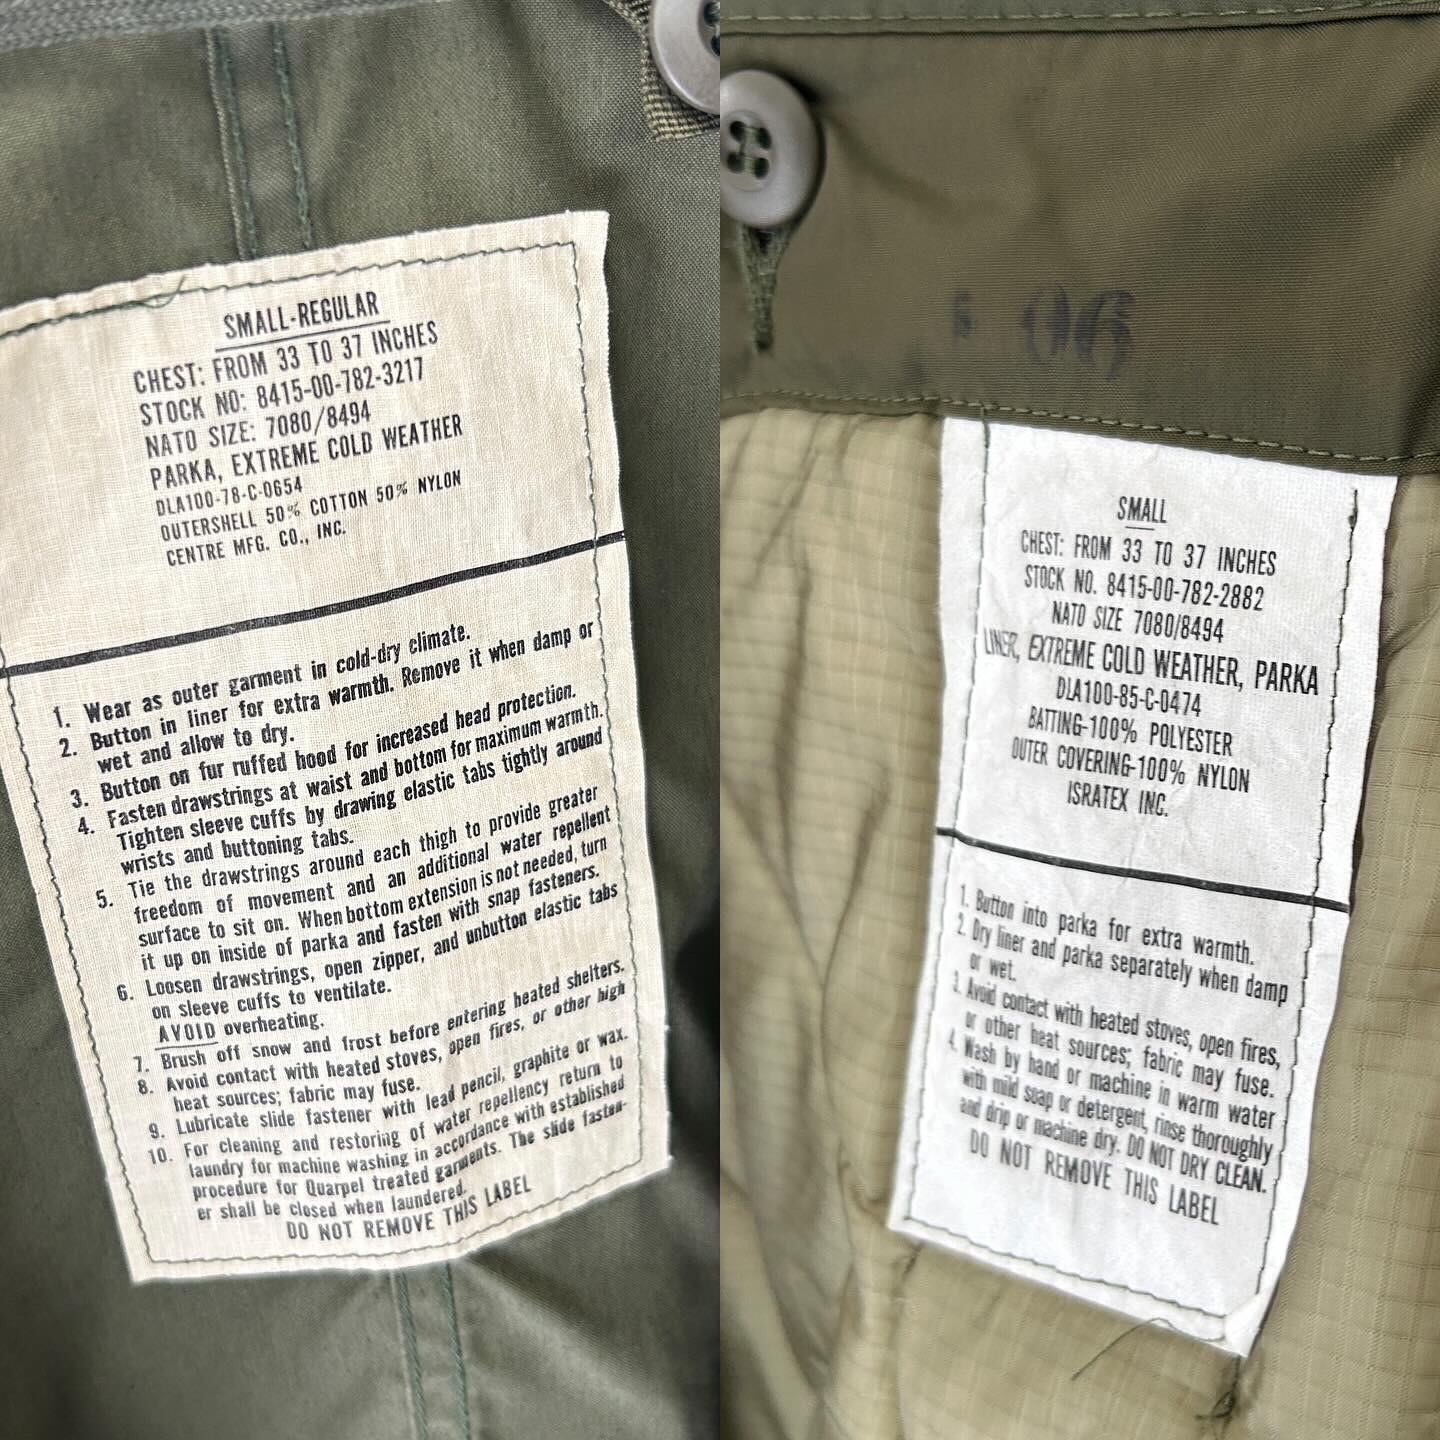 SMALL-REGULAR
CHEST: FROM 33 TO 37 INCHES
STOCK NO: 8415-00-782-3217
NATO SIZE: 7080/8494
PARKA, EXTREME COLD WEATHER
DLA100-78-C-0654
OUTERSHELL 50% COTTON 50% NYLON
CENTRE MFG. CO., INC.
1. Wear as outer garment in cold-dry climate.
2. Button in liner for extra warmth. Remove it when damp or
wet and allow to dry.
3. Button on fur ruffed hood for increased head protection.
4. Fasten drawstrings at waist and bottom for maximum warmth.
Tighten sleeve cuffs by drawing elastic tabs tightly around
wrists and buttoning tabs.
5. Tie the drawstrings around each thigh to provide greater
freedom of movement and an additional water repellent
surface to sit on. When bottom extension is not needed, turn
it up on inside of parka and fasten with snap fasteners.
6. Loosen drawstrings, open zipper, and unbutton elastic tabs
on sleeve cuffs to ventilate.
AVOID overheating.
7. Brush off snow and frost before entering heated shelters.
8. Avoid contact with heated stoves, open fires, or other high
heat sources; fabric may fuse.
9. Lubricate slide fastener with lead pencil, graphite or wax.
10. For cleaning and restoring of water repellency return to
laundry for machine washing in accordance with established
procedure for Quarpel treated garments. The slide fasten-
er shall be closed when laundered.
DO NOT REMOVE THIS LABEL
SMALL
CHEST: FROM 33 TO 37 INCHES
STOCK NO. 8415-00-782-2882
NATO SIZE 7080/8494
LINER, EXTREME COLD WEATHER, PARKA
DLA100-85-C-0474
BATTING-100% POLYESTER
OUTER COVERING-100% NYLON
ISRATEX INC.
1. Button into parka for extra warmth.
2. Dry liner and parka separately when damp
or wet.
3. Avoid contact with heated stoves, open fires,
or other heat sources; fabric may fuse.
4. Wash by hand or machine in warm water
with mild soap or detergent, rinse thoroughly
and drip or machine dry. DO NOT DRY CLEAN.
DO NOT REMOVE THIS LABEL